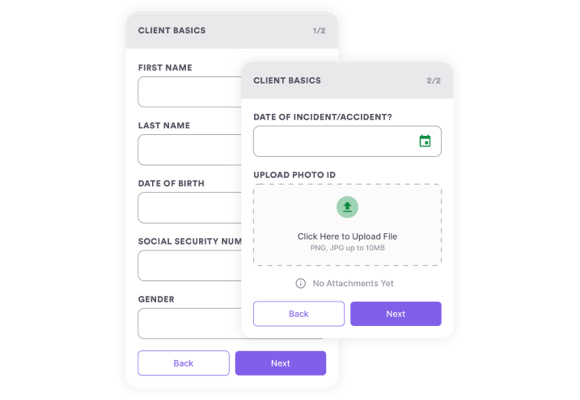 CLIENT BASICS 1/2
FIRST NAME
LAST NAME
DATE OF BIRTH
SOCIAL SECURITY NUM
GENDER
Back Next
CLIENT BASICS 2/2
DATE OF INCIDENT/ACCIDENT?
UPLOAD PHOTO ID
Click Here to Upload File
PNG, JPG up to 10MB
No Attachments Yet
Back Next